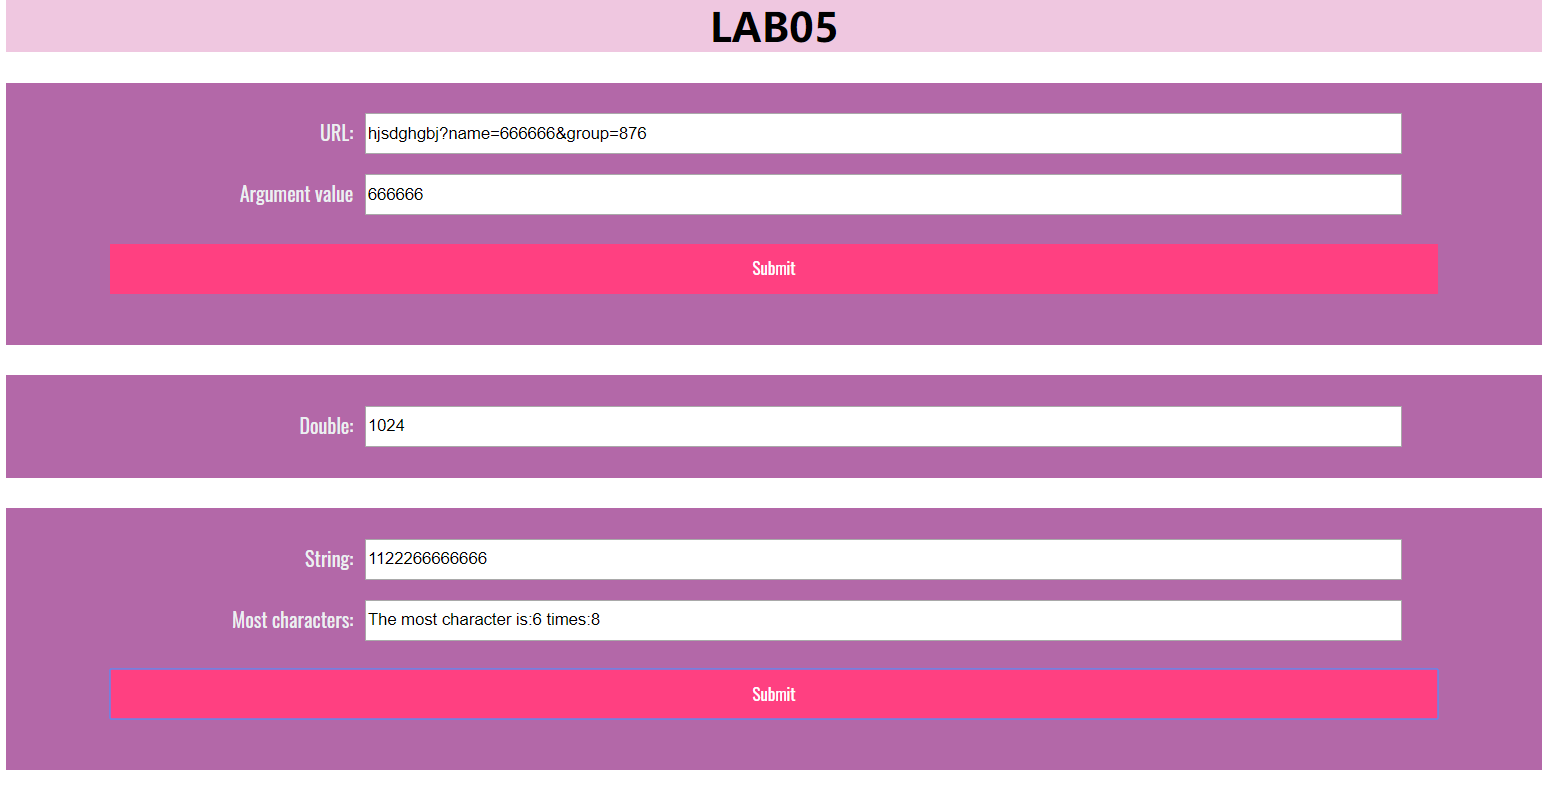 LAB05
URL: hjsdghgbj?name=666666&group=876
Argument value 666666
Submit
Double: 1024
String: 1122266666666
Most characters: The most character is:6 times:8
Submit